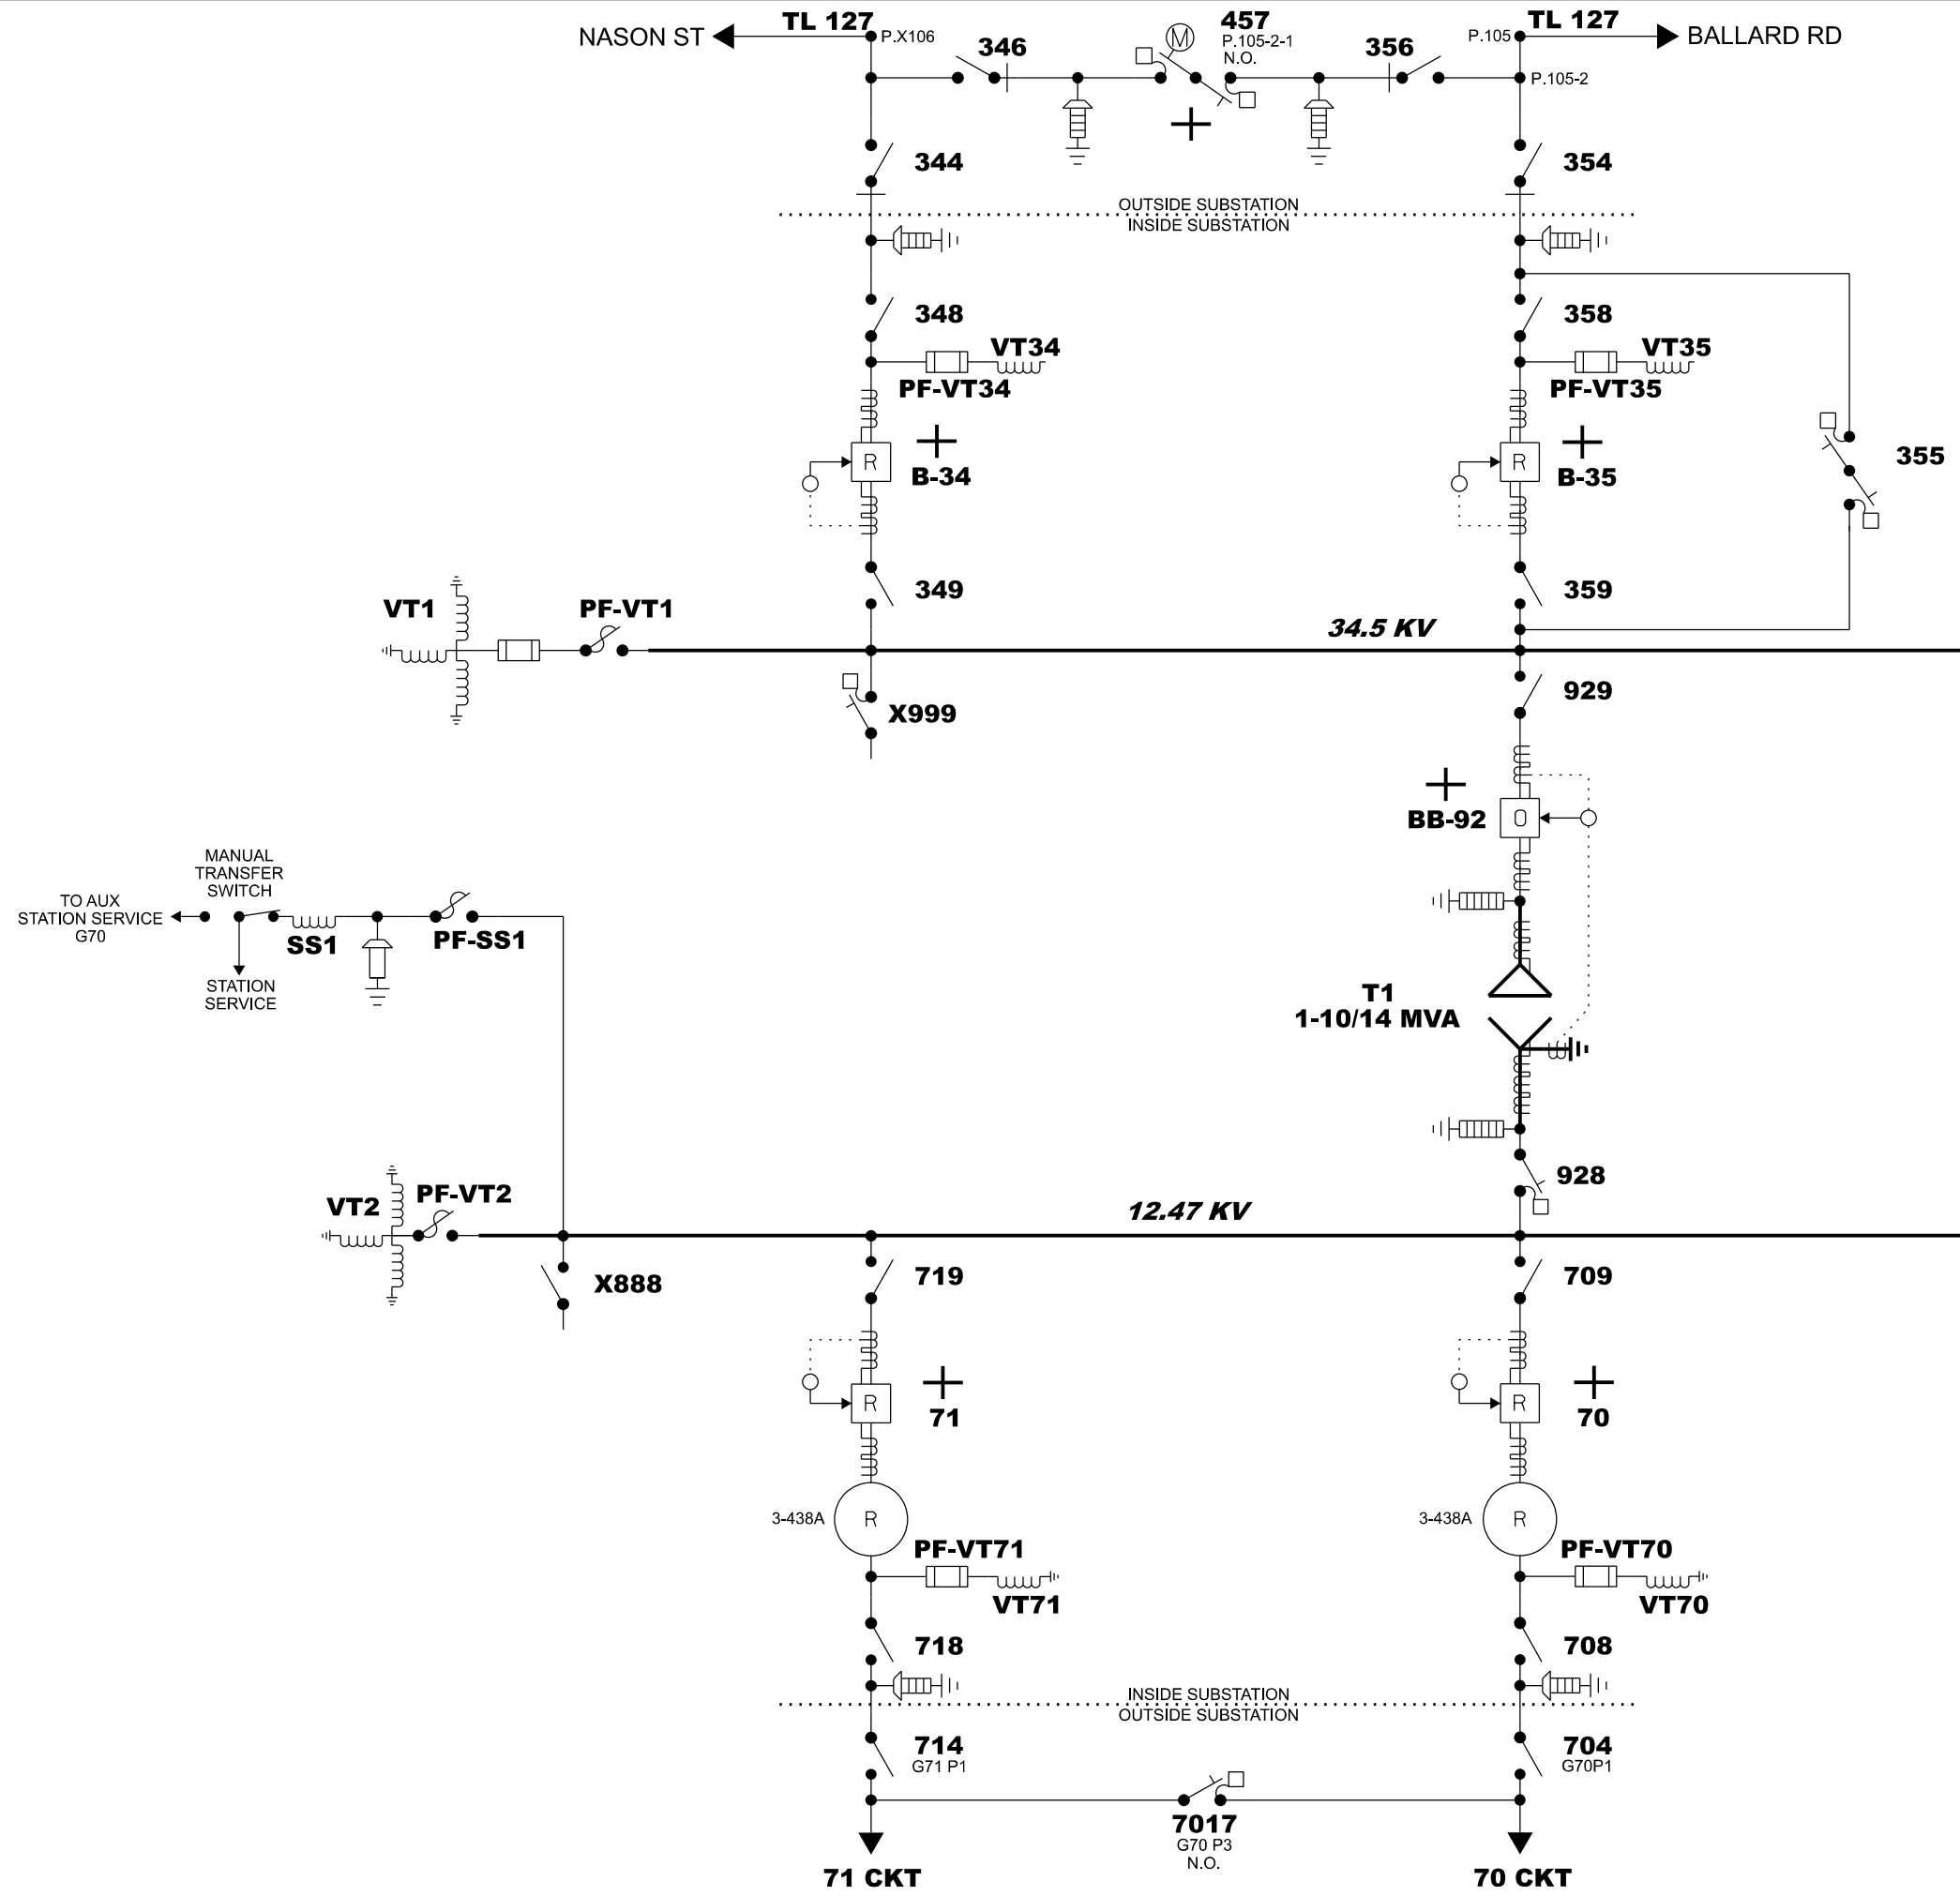 TL 127
NASON ST
P.X106
346
M
457
P.105-2-1
N.O.
356
P.105
TL 127
BALLARD RD
P.105-2
344
354
OUTSIDE SUBSTATION
INSIDE SUBSTATION
348
VT34
PF-VT34
358
VT35
PF-VT35
R
B-34
R
B-35
355
349
359
VT1
PF-VT1
34.5 KV
X999
929
BB-92
O
MANUAL
TRANSFER
SWITCH
TO AUX
STATION SERVICE
G70
SS1
PF-SS1
STATION
SERVICE
T1
1-10/14 MVA
928
VT2
PF-VT2
12.47 KV
X888
719
709
R
71
R
70
3-438A
R
3-438A
R
PF-VT71
VT71
PF-VT70
VT70
718
708
INSIDE SUBSTATION
OUTSIDE SUBSTATION
714
G71 P1
704
G70P1
7017
G70 P3
N.O.
71 CKT
70 CKT